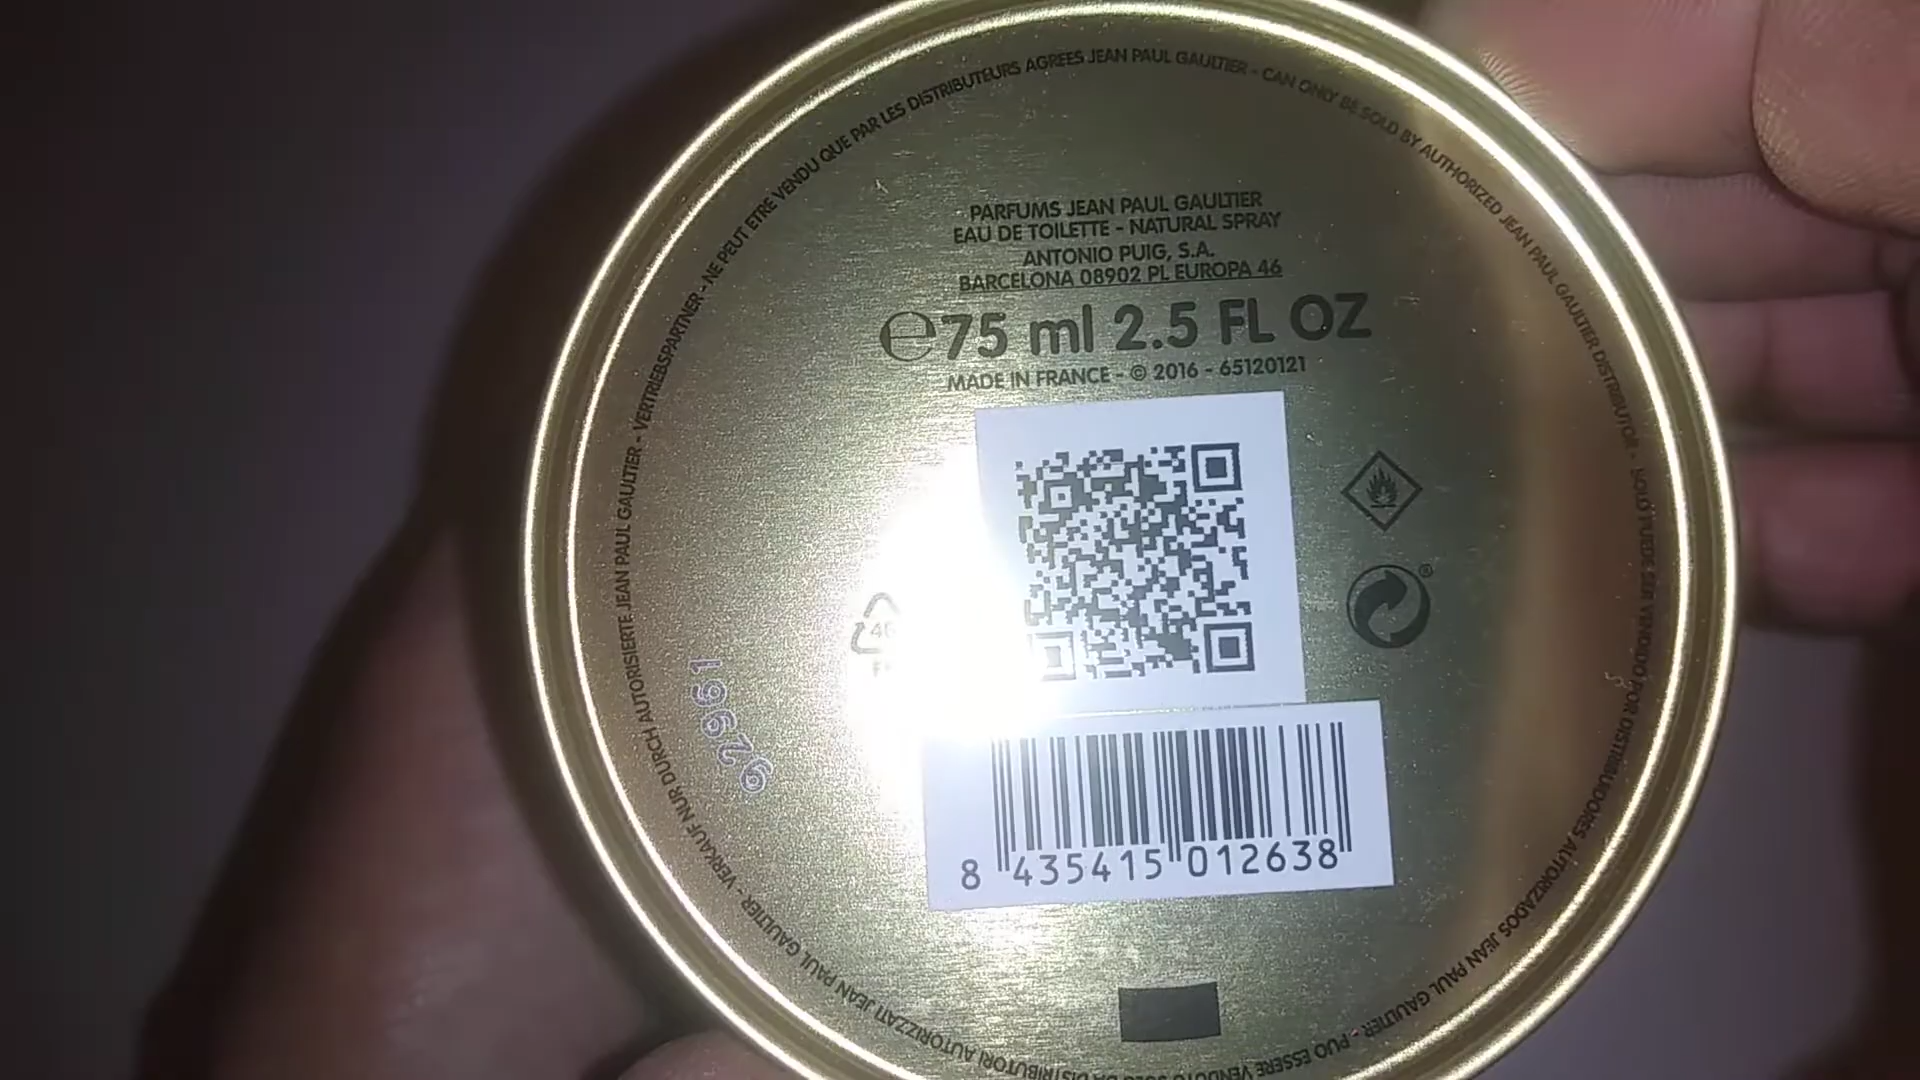 NE PEUT ETRE VENDU QUE PAR LES DISTRIBUTEURS AGREES JEAN PAUL GAULTIER - CAN ONLY BE SOLD BY AUTHORIZED JEAN PAUL GAULTIER DISTRIBUTOR - SOLO PUEDE SER VENDIDO POR DISTRIBUIDORES AUTORIZADOS JEAN PAUL GAULTIER - PUO ESSERE VENDUTO SOLO DA DISTRIBUTORI AUTORIZZATI JEAN PAUL GAULTIER - VERKAUF NUR DURCH AUTORISIERTE JEAN PAUL GAULTIER - VERTRIEBSPARTNER -
PARFUMS JEAN PAUL GAULTIER
EAU DE TOILETTE - NATURAL SPRAY
ANTONIO PUIG, S.A.
BARCELONA 08902 PL EUROPA 46
℮75 ml 2.5 FL OZ
MADE IN FRANCE - © 2016 - 65120121
®
92961
8 435415 012638